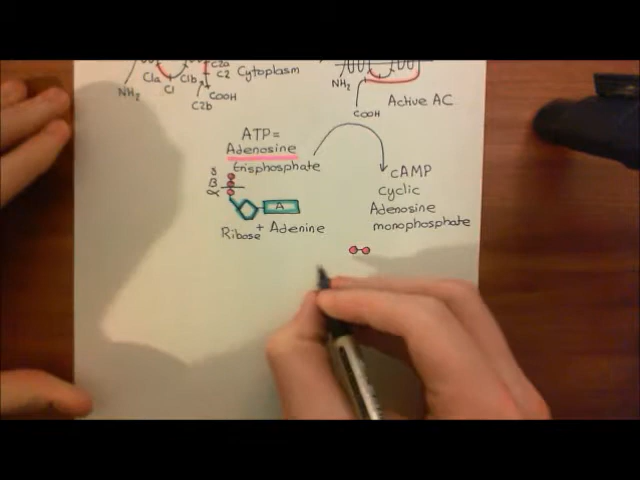 C1a C1b C2a
C2 Cytoplasm
NH2 C1 COOH
C2b
NH2
COOH Active AC
ATP =
Adenosine
trisphosphate
γ
β
α
A
Ribose + Adenine
cAMP
cyclic
Adenosine
monophosphate